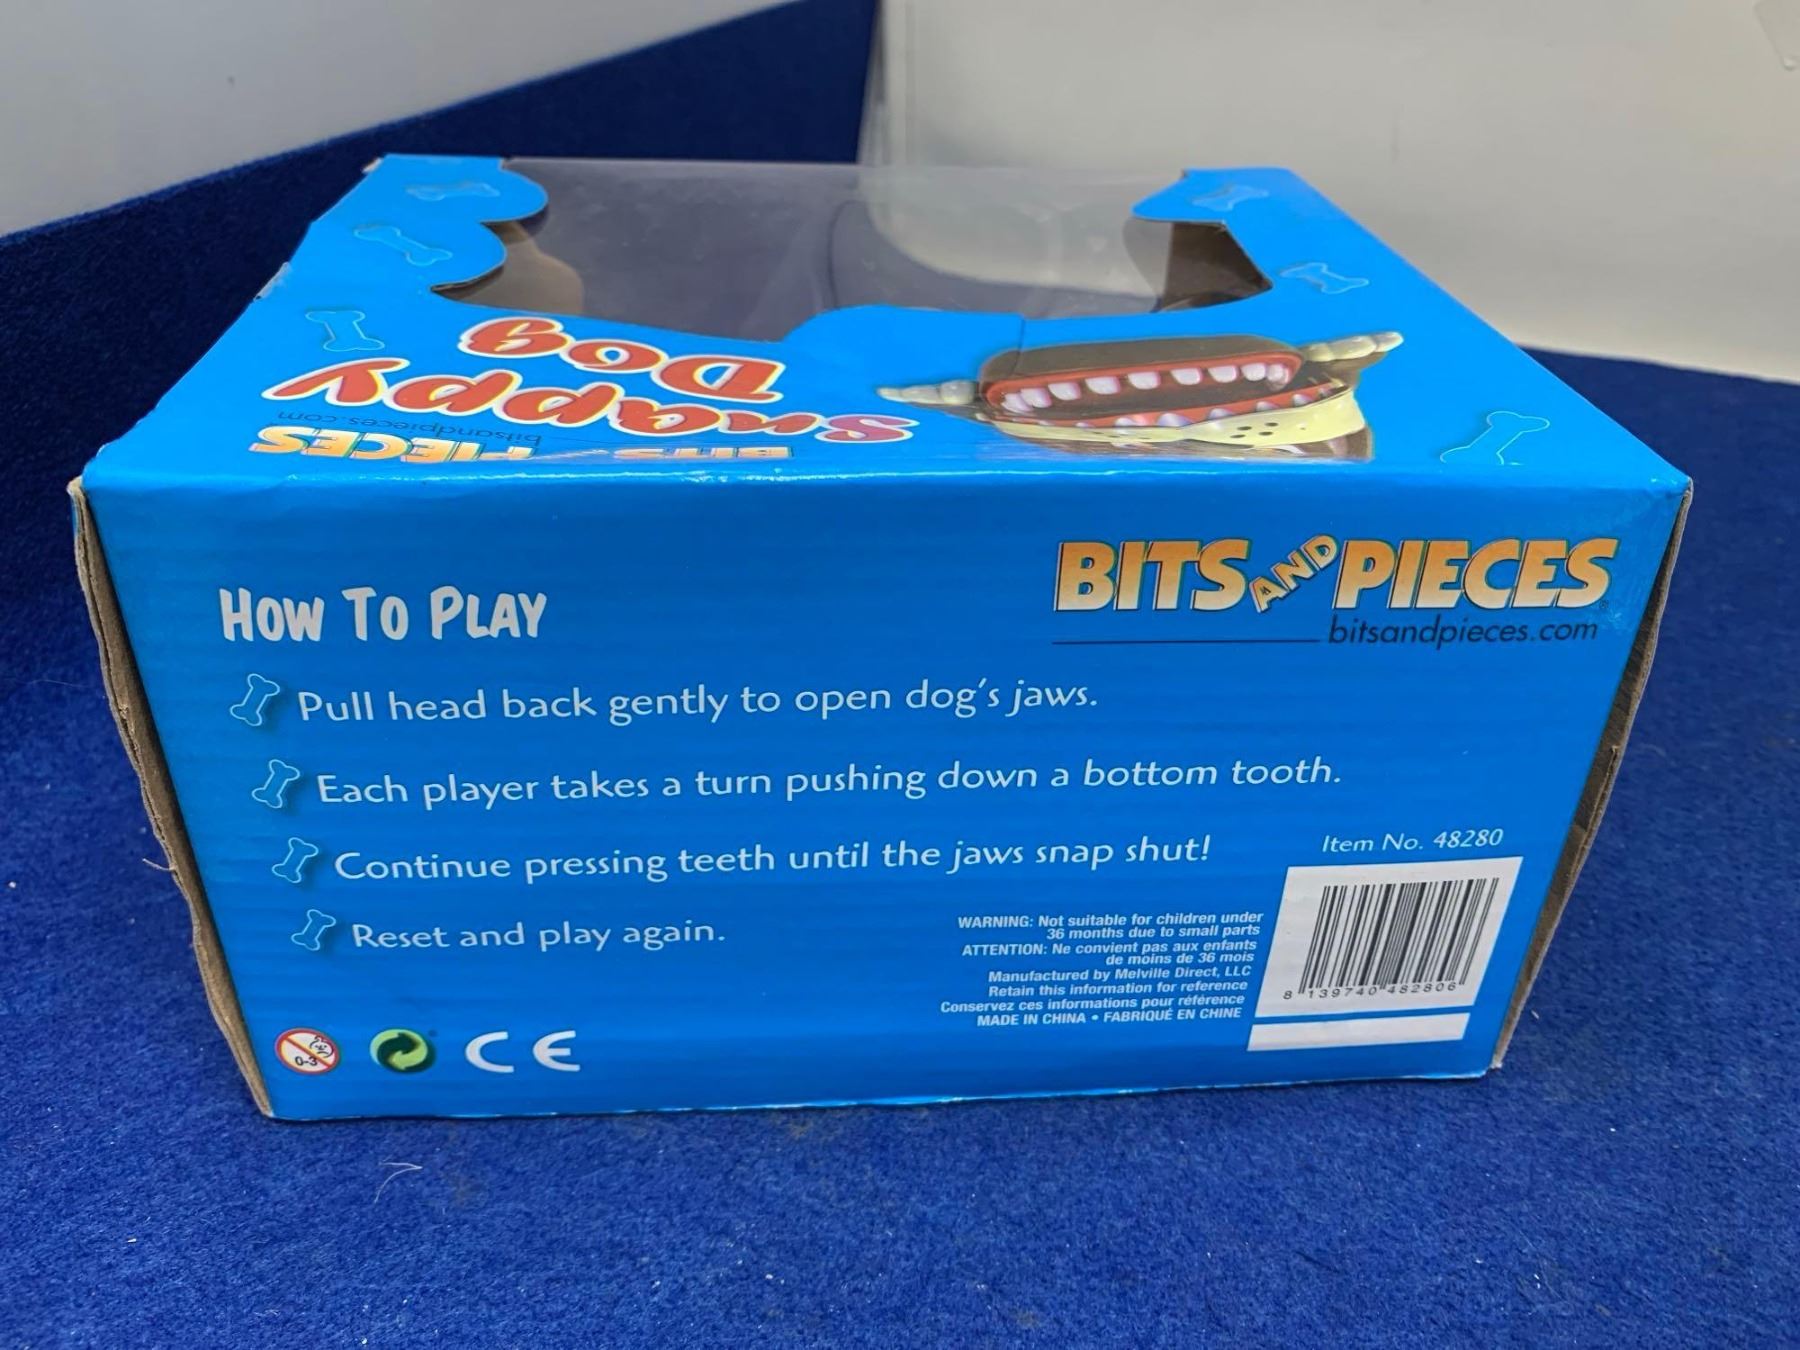 Snappy
Dog
BITS AND PIECES
bitsandpieces.com
BITS AND PIECES
bitsandpieces.com
HOW TO PLAY
Pull head back gently to open dog's jaws.
Each player takes a turn pushing down a bottom tooth.
Continue pressing teeth until the jaws snap shut!
Reset and play again.
Item No. 48280
WARNING: Not suitable for children under
36 months due to small parts
ATTENTION: Ne convient pas aux enfants
de moins de 36 mois
Manufactured by Melville Direct, LLC
Retain this information for reference
Conservez ces informations pour référence
MADE IN CHINA • FABRIQUÉ EN CHINE
8 139740 482806
0-3
CE